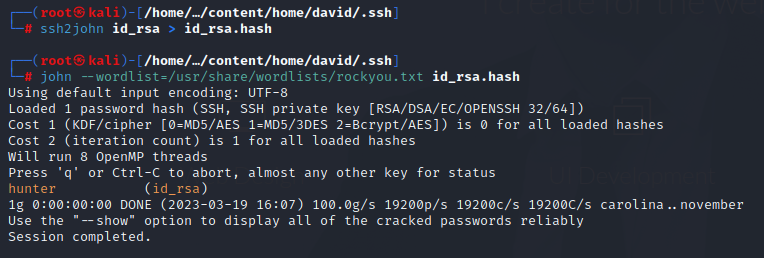 ┌──(root㉿kali)-[/home/…/content/home/david/.ssh]
└─# ssh2john id_rsa > id_rsa.hash
┌──(root㉿kali)-[/home/…/content/home/david/.ssh]
└─# john --wordlist=/usr/share/wordlists/rockyou.txt id_rsa.hash
Using default input encoding: UTF-8
Loaded 1 password hash (SSH, SSH private key [RSA/DSA/EC/OPENSSH 32/64])
Cost 1 (KDF/cipher [0=MD5/AES 1=MD5/3DES 2=Bcrypt/AES]) is 0 for all loaded hashes
Cost 2 (iteration count) is 1 for all loaded hashes
Will run 8 OpenMP threads
Press 'q' or Ctrl-C to abort, almost any other key for status
hunter           (id_rsa)
1g 0:00:00:00 DONE (2023-03-19 16:07) 100.0g/s 19200p/s 19200c/s 19200C/s carolina..november
Use the "--show" option to display all of the cracked passwords reliably
Session completed.